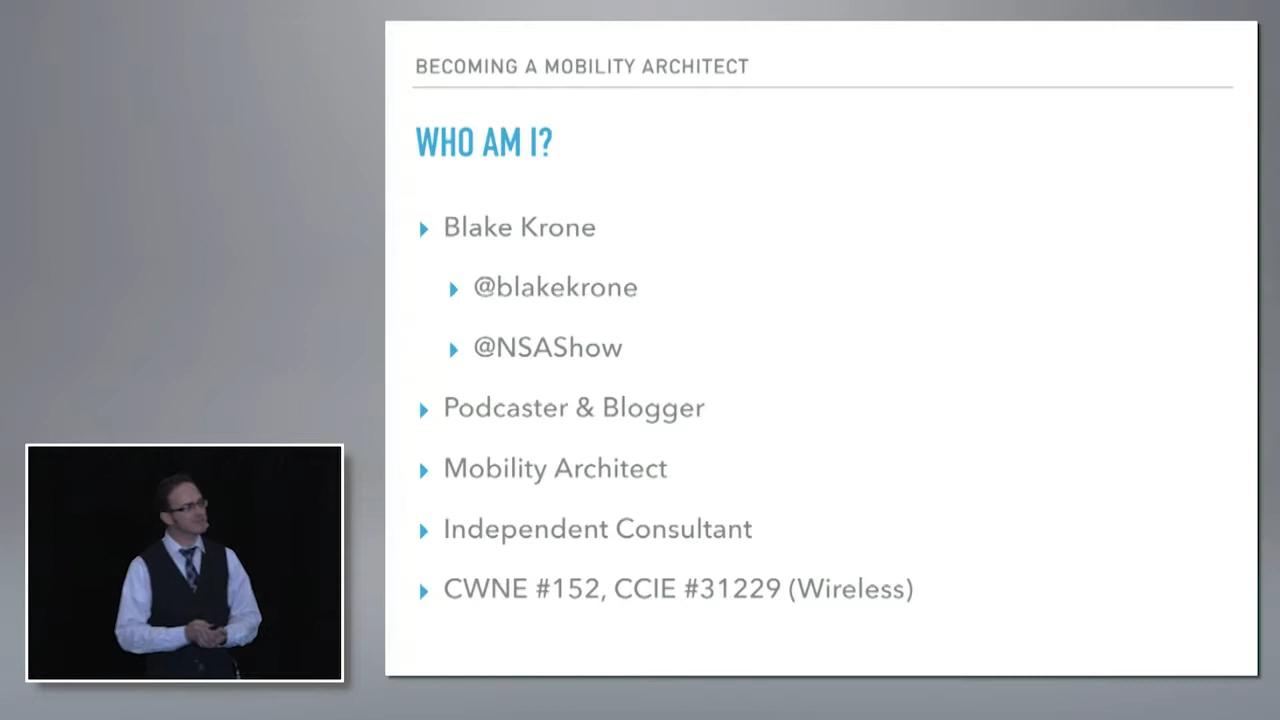 BECOMING A MOBILITY ARCHITECT
WHO AM I?
Blake Krone
@blakekrone
@NSAShow
Podcaster & Blogger
Mobility Architect
Independent Consultant
CWNE #152, CCIE #31229 (Wireless)